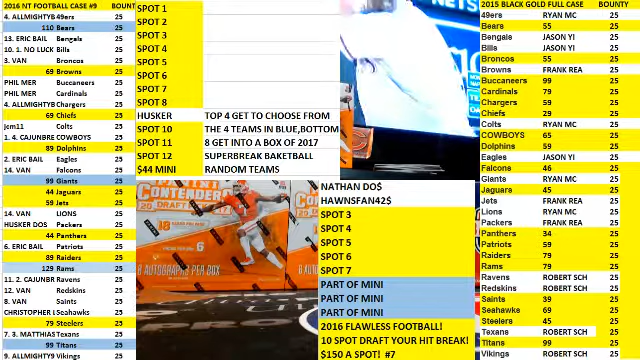 2016 NT FOOTBALL CASE #9 BOUNTY
4. ALLMIGHTYB 49ers 25
110 Bears 25
13. ERIC BAIL Bengals 25
10. 1. NO LUCK Bills 25
3. VAN Broncos 25
69 Browns 25
PHIL MER Buccaneers 25
PHIL MER Cardinals 25
4. ALLMIGHTYB Chargers 25
69 Chiefs 25
jcm11 Colts 25
1. 4. CAJUNBRE COWBOYS 25
89 Dolphins 25
2. ERIC BAIL Eagles 25
14. VAN Falcons 25
99 Giants 25
44 Jaguars 25
59 Jets 25
14. VAN LIONS 25
HUSKER DOS Packers 25
44 Panthers 25
6. ERIC BAIL Patriots 25
89 Raiders 25
129 Rams 25
11. 2. CAJUNBR Ravens 25
12. VAN Redskins 25
8. VAN Saints 25
CHRISTOPHER L Seahawks 25
79 Steelers 25
7. 3. MATTHIAS Texans 25
99 Titans 25
9. ALLMIGHTY9 Vikings 25
SPOT 1
SPOT 2
SPOT 3
SPOT 4
SPOT 5
SPOT 6
SPOT 7
SPOT 8
HUSKER TOP 4 GET TO CHOOSE FROM
SPOT 10 THE 4 TEAMS IN BLUE,BOTTOM
SPOT 11 8 GET INTO A BOX OF 2017
SPOT 12 SUPERBREAK BAKETBALL
$44 MINI RANDOM TEAMS
CONTENDERS
20 DRAFT
18
6
6 AUTOGRAPHS PER BOX
NATHAN DO$
HAWNSFAN42$
SPOT 3
SPOT 4
SPOT 5
SPOT 6
SPOT 7
PART OF MINI
PART OF MINI
PART OF MINI
2016 FLAWLESS FOOTBALL!
10 SPOT DRAFT YOUR HIT BREAK!
$150 A SPOT! #7
2015 BLACK GOLD FULL CASE BOUNTY
49ers RYAN MC 25
Bears 55 25
Bengals JASON YI 25
Bills JASON YI 25
Broncos 55 25
Browns FRANK REA 25
Buccaneers 99 25
Cardinals 79 25
Chargers 59 25
Chiefs 29 25
Colts RYAN MC 25
COWBOYS 65 25
Dolphins 59 25
Eagles JASON YI 25
Falcons 46 25
Giants RYAN MC 25
Jaguars 45 25
Jets FRANK REA 25
Lions RYAN MC 25
Packers FRANK REA 25
Panthers 34 25
Patriots 59 25
Raiders 79 25
Rams 79 25
Ravens ROBERT SCH 25
Redskins ROBERT SCH 25
Saints 39 25
Seahawks 69 25
Steelers 45 25
Texans ROBERT SCH 25
Titans 99 25
Vikings ROBERT SCH 25